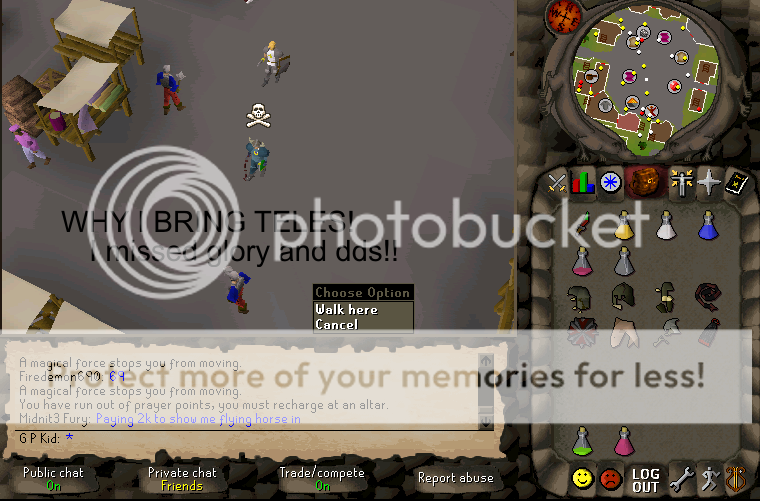 WHY I BRING TELES!
I missed glory and dds!!
photobucket
Choose Option
Walk here
Cancel
Protect more of your memories for less!
A magical force stops you from moving.
Firedemon690: 64
A magical force stops you from moving.
You have run out of prayer points, you must recharge at an altar.
Midnit3 Fury: Paying 2k to show me flying horse in
G P Kid: *
Public chat
On
Private chat
Friends
Trade/compete
On
Report abuse
LOG
OUT